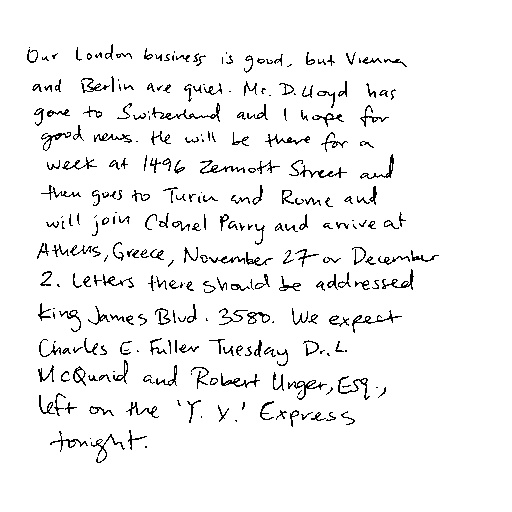 Our London business is good, but Vienna
and Berlin are quiet. Mr. D. Lloyd has
gone to Switzerland and I hope for
good news. He will be there for a
week at 1496 Zermott Street and
then goes to Turin and Rome and
will join Colonel Parry and arrive at
Athens, Greece, November 27 or December
2. Letters there should be addressed
King James Blvd. 3580. We expect
Charles E. Fuller Tuesday Dr. L.
McQuaid and Robert Unger, Esq.,
left on the 'Y. X.' Express
tonight.